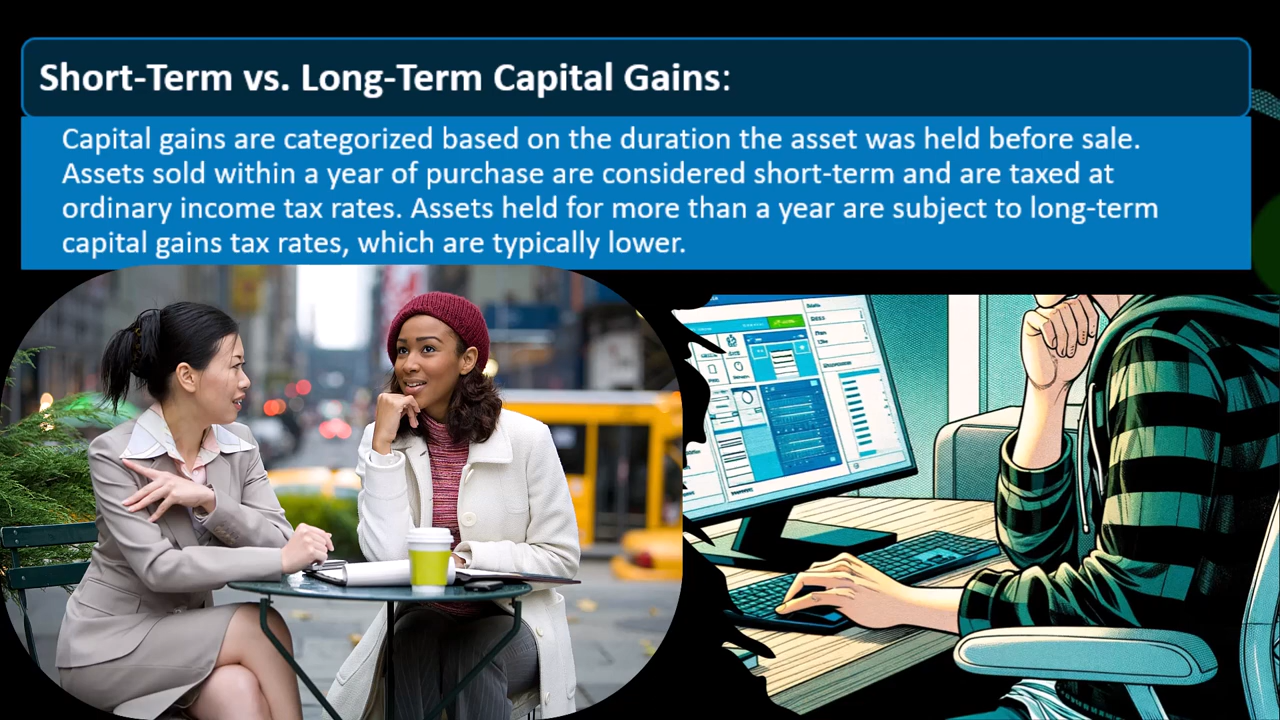 Short-Term vs. Long-Term Capital Gains:
Capital gains are categorized based on the duration the asset was held before sale.
Assets sold within a year of purchase are considered short-term and are taxed at
ordinary income tax rates. Assets held for more than a year are subject to long-term
capital gains tax rates, which are typically lower.